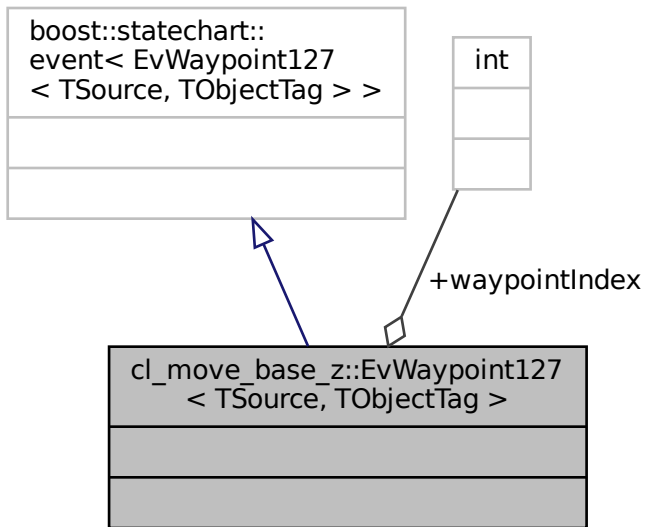 boost::statechart::
event< EvWaypoint127
< TSource, TObjectTag > >
int
+waypointIndex
cl_move_base_z::EvWaypoint127
< TSource, TObjectTag >